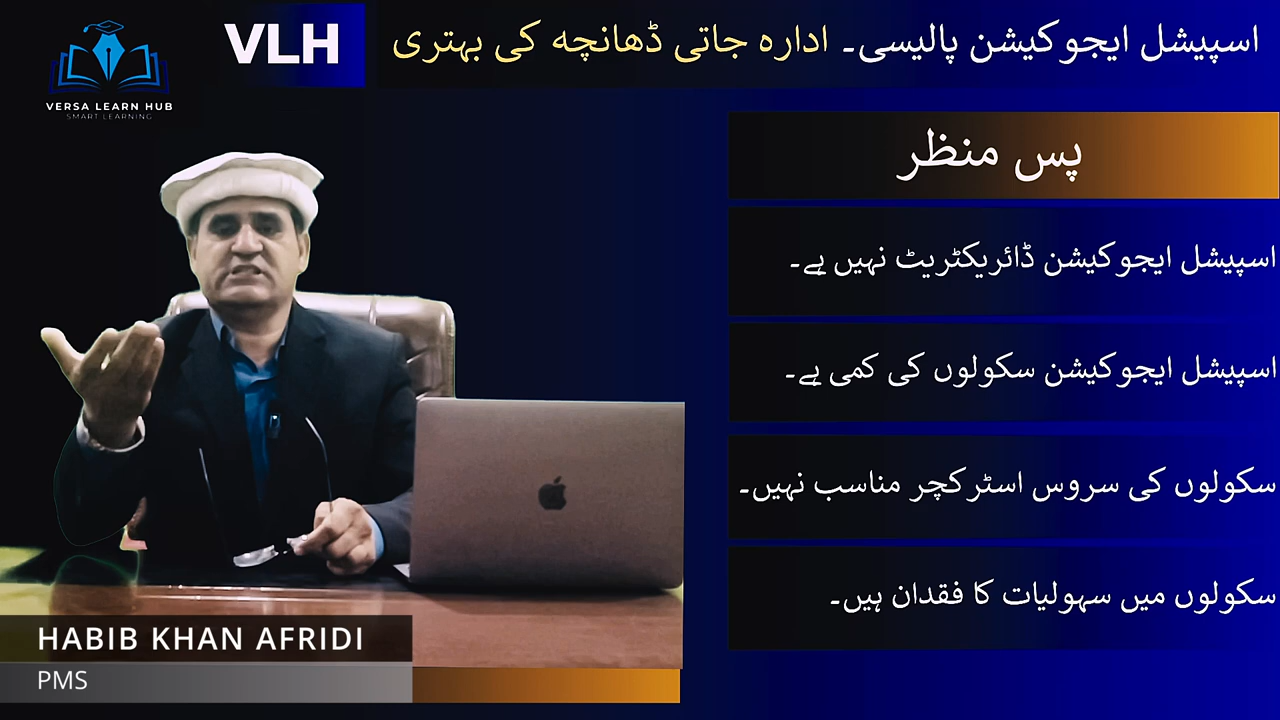 اسپیشل ایجوکیشن پالیسی۔ ادارہ جاتی ڈھانچہ کی بہتری
VLH
VERSA LEARN HUB
SMART LEARNING
پس منظر
اسپیشل ایجوکیشن ڈائریکٹریٹ نہیں ہے۔
اسپیشل ایجوکیشن سکولوں کی کمی ہے۔
سکولوں کی سروس اسٹرکچر مناسب نہیں۔
سکولوں میں سہولیات کا فقدان ہیں۔
HABIB KHAN AFRIDI
PMS